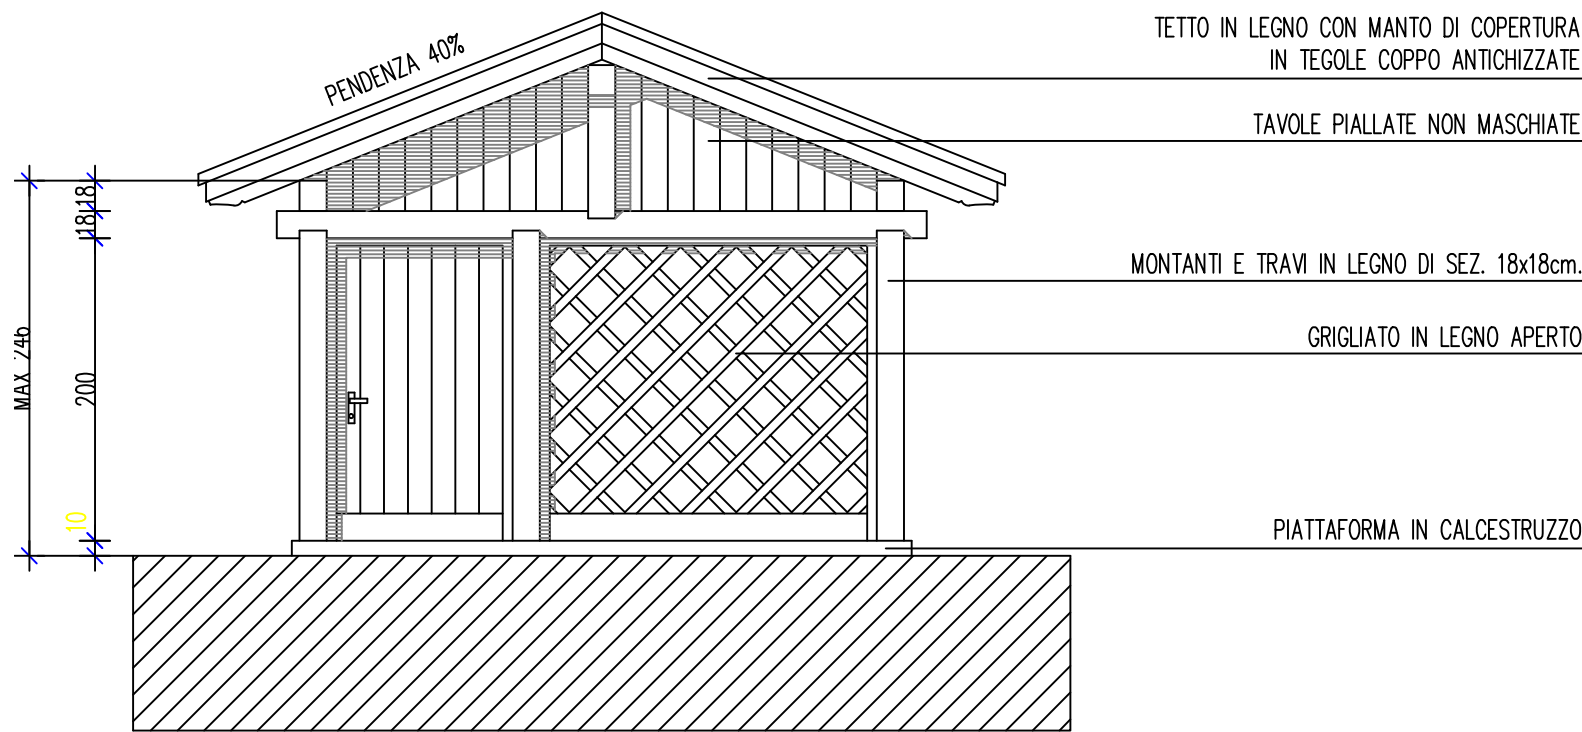 TETTO IN LEGNO CON MANTO DI COPERTURA
IN TEGOLE COPPO ANTICHIZZATE
PENDENZA 40%
TAVOLE PIALLATE NON MASCHIATE
18
18
MONTANTI E TRAVI IN LEGNO DI SEZ. 18x18cm.
GRIGLIATO IN LEGNO APERTO
MAX 246
200
10
PIATTAFORMA IN CALCESTRUZZO